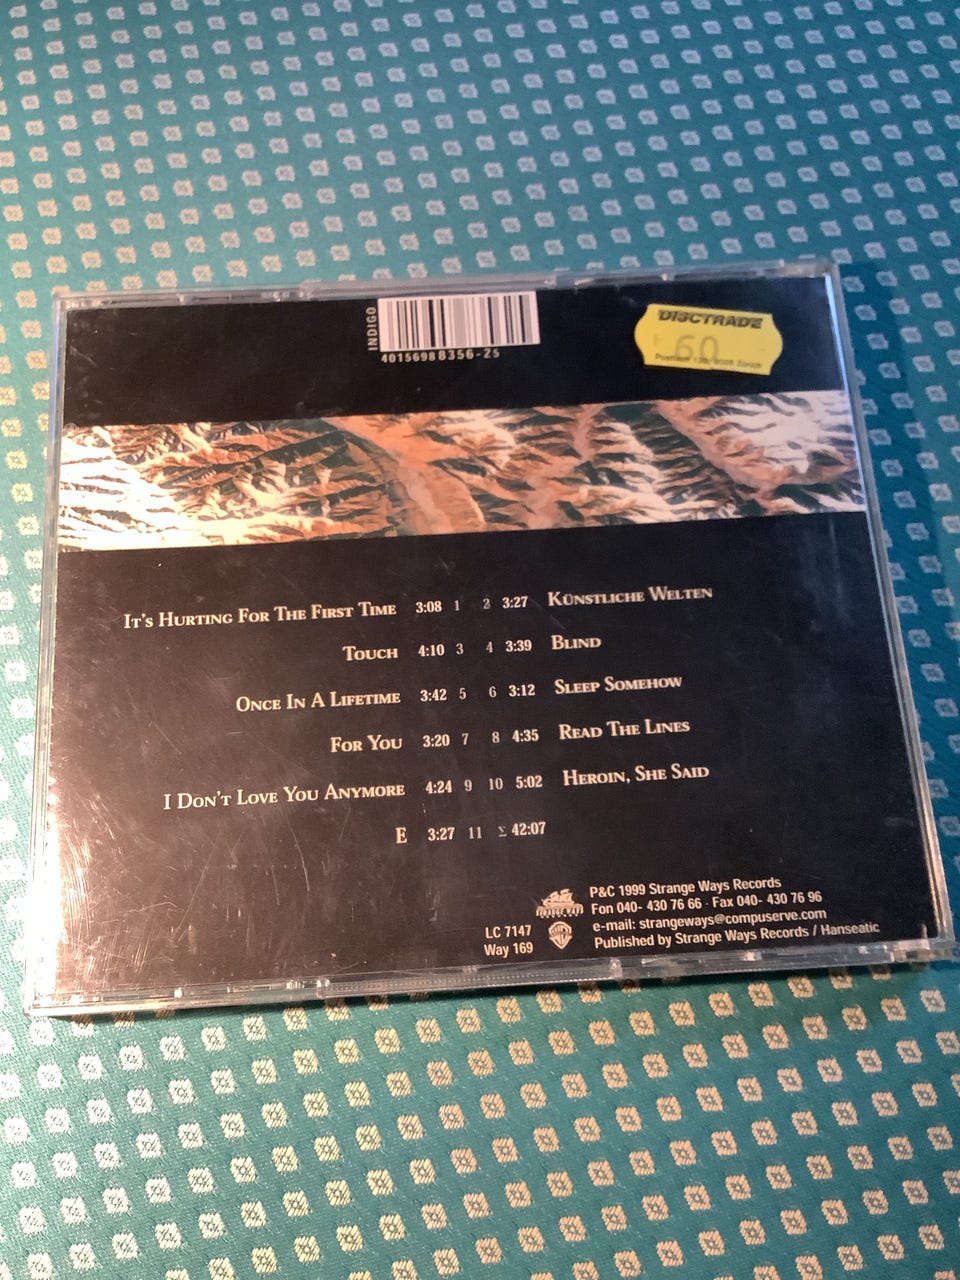 INDIGO
40156988356-25
DISCTRADE
60
It's Hurting For The First Time 3:08 1 2 3:27 Künstliche Welten
Touch 4:10 3 4 3:39 Blind
Once In A Lifetime 3:42 5 6 3:12 Sleep Somehow
For You 3:20 7 8 4:35 Read The Lines
I Don't Love You Anymore 4:24 9 10 5:02 Heroin, She Said
E 3:27 11 Σ 42:07
P&C 1999 Strange Ways Records
Fon 040- 430 76 66 · Fax 040- 430 76 96
e-mail: strangeways@compuserve.com
Published by Strange Ways Records / Hanseatic
LC 7147
Way 169